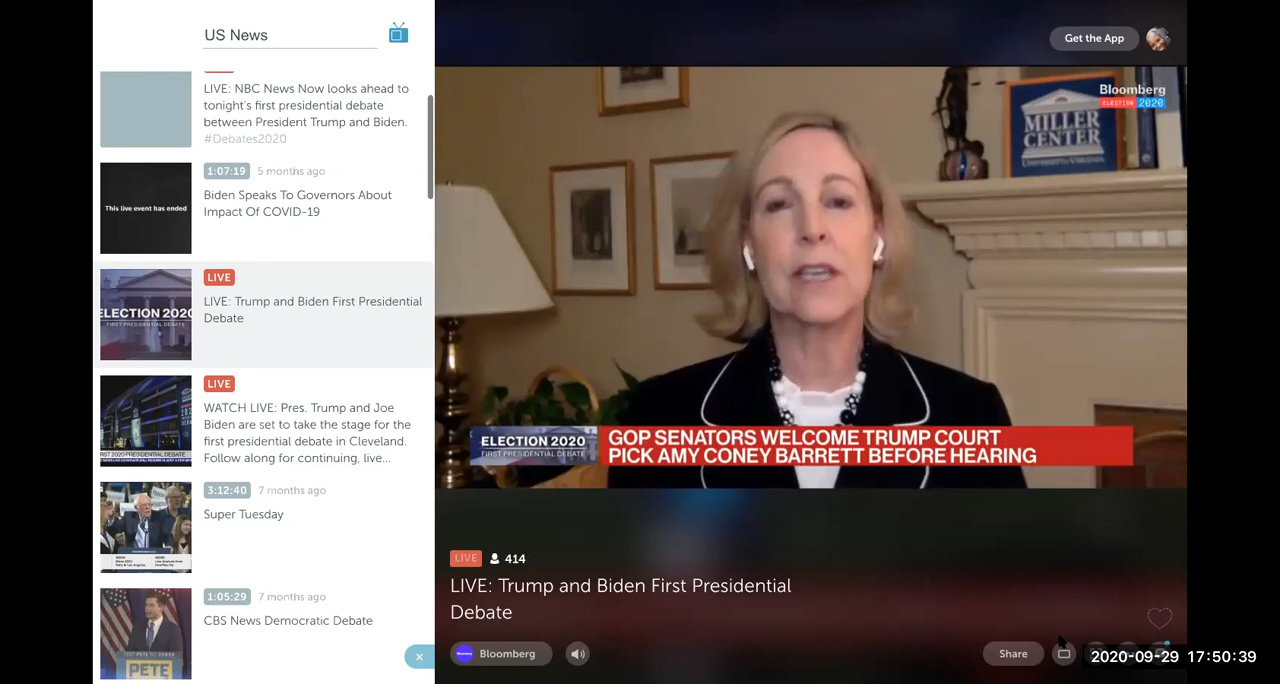 US News
LIVE: NBC News Now looks ahead to
tonight's first presidential debate
between President Trump and Biden.
#Debates2020
1:07:19 5 months ago
Biden Speaks To Governors About
Impact Of COVID-19
This live event has ended
LIVE
LIVE: Trump and Biden First Presidential
Debate
ELECTION 2020
FIRST PRESIDENTIAL DEBATE
LIVE
WATCH LIVE: Pres. Trump and Joe
Biden are set to take the stage for the
first presidential debate in Cleveland.
Follow along for continuing, live...
3:12:40 7 months ago
Super Tuesday
1:05:29 7 months ago
CBS News Democratic Debate
PETE
Get the App
Bloomberg
ELECTION 2020
MILLER
CENTER
UNIVERSITY OF VIRGINIA
ELECTION 2020
FIRST PRESIDENTIAL DEBATE
GOP SENATORS WELCOME TRUMP COURT
PICK AMY CONEY BARRETT BEFORE HEARING
LIVE 414
LIVE: Trump and Biden First Presidential
Debate
Bloomberg
Share
2020-09-29 17:50:39